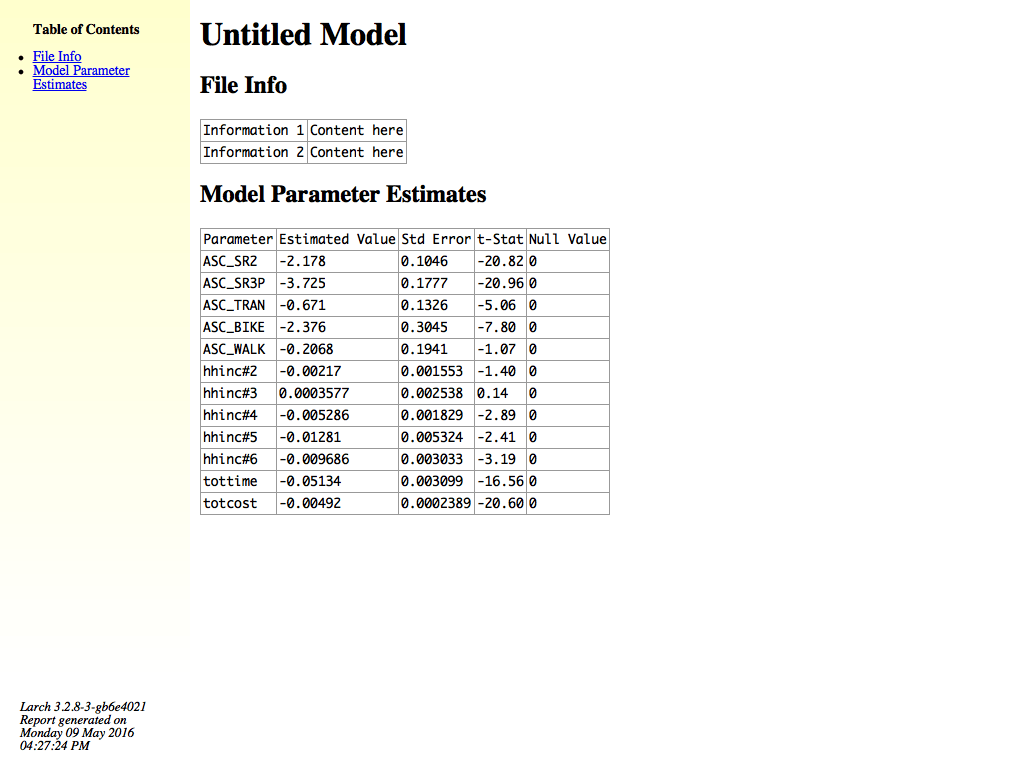 Table of Contents
File Info
Model Parameter
Estimates
Larch 3.2.8-3-gb6e4021
Report generated on
Monday 09 May 2016
04:27:24 PM
Untitled Model
File Info
Information 1 Content here
Information 2 Content here
Model Parameter Estimates
Parameter Estimated Value Std Error t-Stat Null Value
ASC_SR2 -2.178 0.1046 -20.82 0
ASC_SR3P -3.725 0.1777 -20.96 0
ASC_TRAN -0.671 0.1326 -5.06 0
ASC_BIKE -2.376 0.3045 -7.80 0
ASC_WALK -0.2068 0.1941 -1.07 0
hhinc#2 -0.00217 0.001553 -1.40 0
hhinc#3 0.0003577 0.002538 0.14 0
hhinc#4 -0.005286 0.001829 -2.89 0
hhinc#5 -0.01281 0.005324 -2.41 0
hhinc#6 -0.009686 0.003033 -3.19 0
tottime -0.05134 0.003099 -16.56 0
totcost -0.00492 0.0002389 -20.60 0